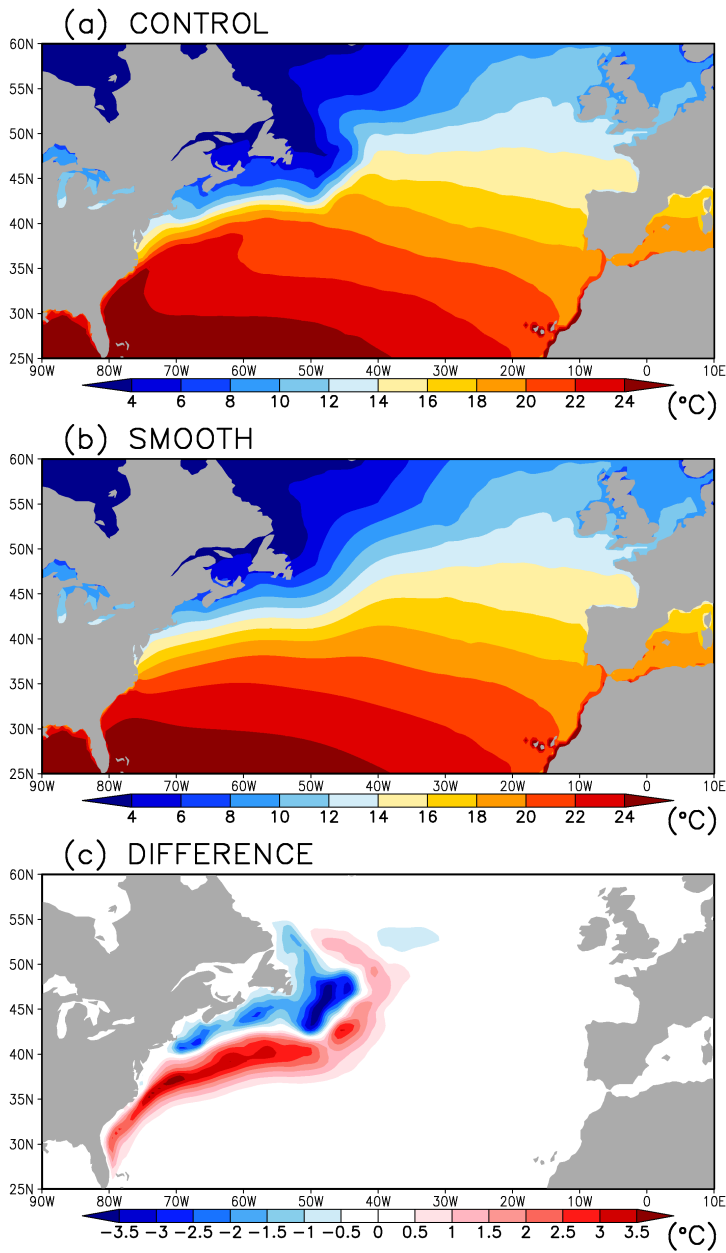 (a) CONTROL
60N
55N
50N
45N
40N
35N
30N
25N
90W 80W 70W 60W 50W 40W 30W 20W 10W 0 10E
4 6 8 10 12 14 16 18 20 22 24 (°C)
(b) SMOOTH
60N
55N
50N
45N
40N
35N
30N
25N
90W 80W 70W 60W 50W 40W 30W 20W 10W 0 10E
4 6 8 10 12 14 16 18 20 22 24 (°C)
(c) DIFFERENCE
60N
55N
50N
45N
40N
35N
30N
25N
90W 80W 70W 60W 50W 40W 30W 20W 10W 0 10E
−3.5 −3 −2.5 −2 −1.5 −1 −0.5 0 0.5 1 1.5 2 2.5 3 3.5 (°C)